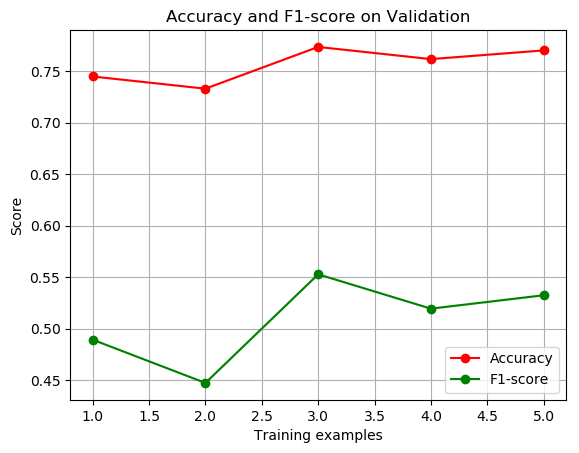 Accuracy and F1-score on Validation
0.75
0.70
0.65
0.60
0.55
0.50
0.45
Score
Accuracy
F1-score
1.0 1.5 2.0 2.5 3.0 3.5 4.0 4.5 5.0
Training examples